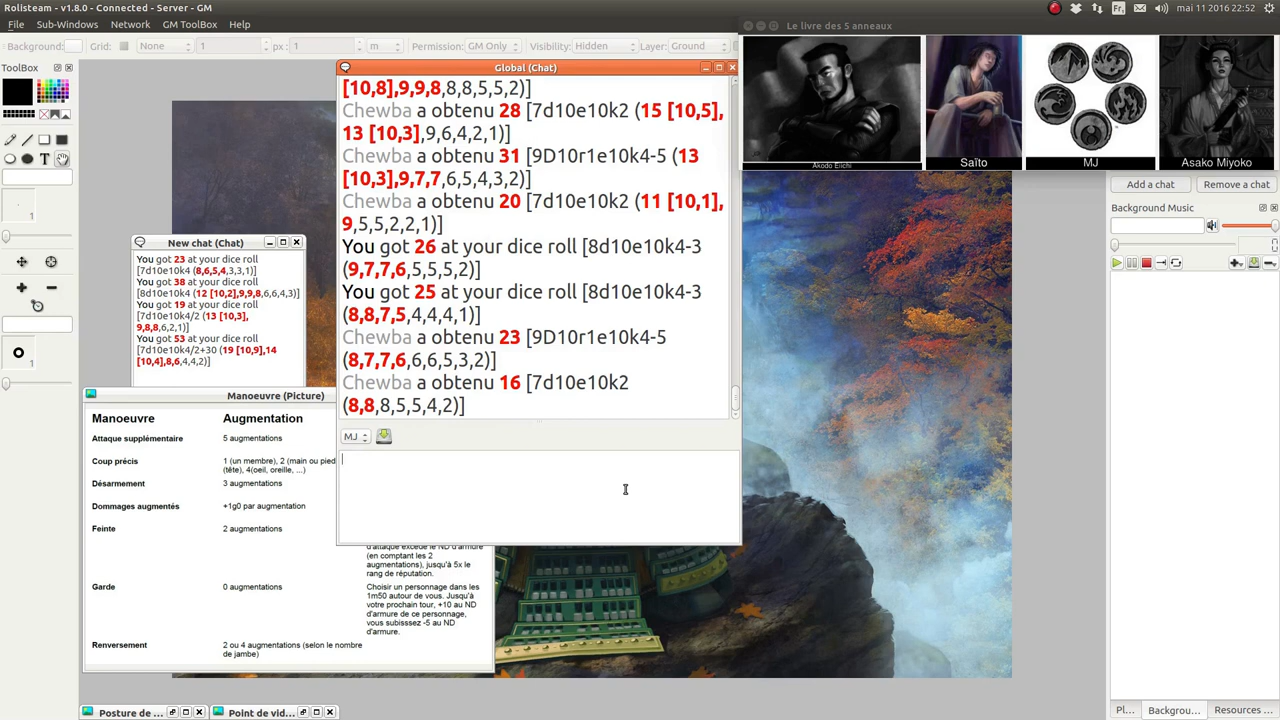 Rolisteam - v1.8.0 - Connected - Server - GM
Fr
mai 11 2016 22:52
File Sub-Windows Network GM ToolBox Help
Le livre des 5 anneaux
Background: Grid: None 1 px : 1 m Permission: GM Only Visibility: Hidden Layer: Ground
ToolBox
1
1
Global (Chat)
[10,8],9,9,8,8,8,5,5,2)]
Chewba a obtenu 28 [7d10e10k2 (15 [10,5],
13 [10,3],9,6,4,2,1)]
Chewba a obtenu 31 [9D10r1e10k4-5 (13
[10,3],9,7,7,6,5,4,3,2)]
Chewba a obtenu 20 [7d10e10k2 (11 [10,1],
9,5,5,2,2,1)]
You got 26 at your dice roll [8d10e10k4-3
(9,7,7,6,5,5,5,2)]
You got 25 at your dice roll [8d10e10k4-3
(8,8,7,5,4,4,4,1)]
Chewba a obtenu 23 [9D10r1e10k4-5
(8,7,7,6,6,6,5,3,2)]
Chewba a obtenu 16 [7d10e10k2
(8,8,8,5,5,4,2)]
MJ
Akodo Eiichi
Saïto
MJ
Asako Miyoko
Add a chat
Remove a chat
Background Music
New chat (Chat)
You got 23 at your dice roll
[7d10e10k4 (8,6,5,4,3,3,1)]
You got 38 at your dice roll
[8d10e10k4 (12 [10,2],9,9,8,6,6,4,3)]
You got 19 at your dice roll
[7d10e10k4/2 (13 [10,3],
9,8,8,6,2,1)]
You got 53 at your dice roll
[7d10e10k4/2+30 (19 [10,9],14
[10,4],8,6,4,4,2)]
Manoeuvre (Picture)
Manoeuvre Augmentation
Attaque supplémentaire 5 augmentations
Coup précis 1 (un membre), 2 (main ou pied
(tête), 4(oeil, oreille, ...)
Désarmement 3 augmentations
Dommages augmentés +1g0 par augmentation
Feinte 2 augmentations
d'attaque excède le ND d'armure
(en comptant les 2
augmentations), jusqu'à 5x le
rang de réputation.
Garde 0 augmentations Choisir un personnage dans les
1m50 autour de vous. Jusqu'à
votre prochain tour, +10 au ND
d'armure de ce personnage,
vous subisssez -5 au ND
d'armure.
Renversement 2 ou 4 augmentations (selon le nombre
de jambe)
Posture de ...
Point de vid...
Pl...
Backgrou...
Resources ...